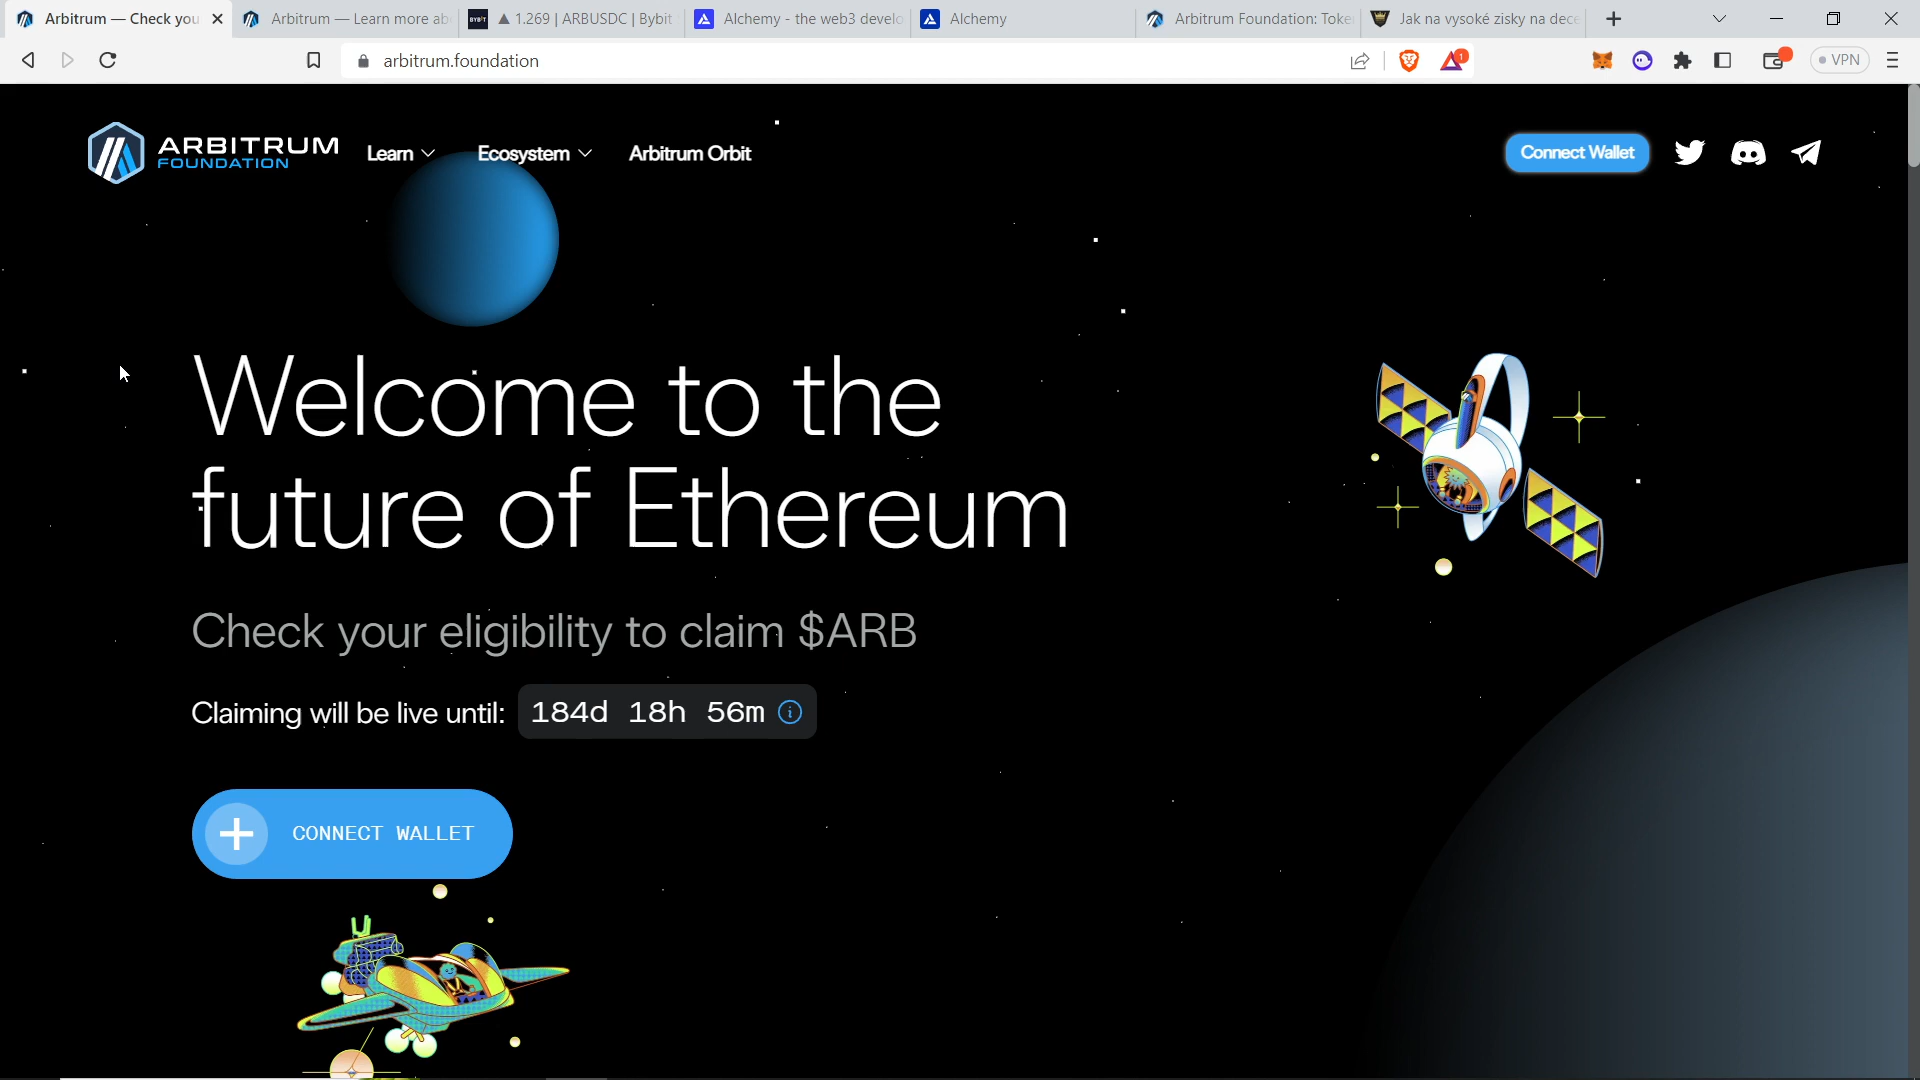 Arbitrum — Check you
Arbitrum — Learn more ab
BYBIT
▲ 1.269 | ARBUSDC | Bybit
Alchemy - the web3 develo
Alchemy
Arbitrum Foundation: Toke
Jak na vysoké zisky na dece
arbitrum.foundation
1
VPN
ARBITRUM
FOUNDATION
Learn
Ecosystem
Arbitrum Orbit
Connect Wallet
Welcome to the
future of Ethereum
Check your eligibility to claim $ARB
Claiming will be live until: 184d 18h 56m
CONNECT WALLET